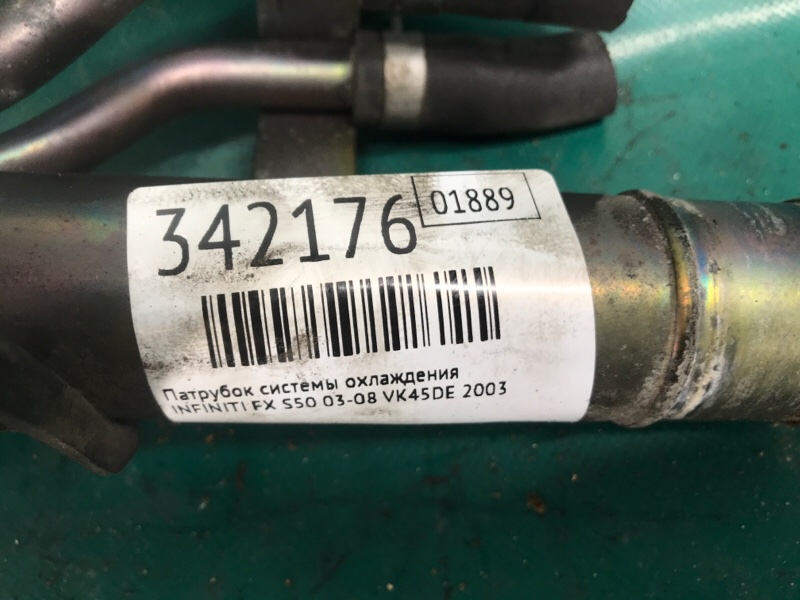 342176
01889
Патрубок системы охлаждения
INFINITI FX S50 03-08 VK45DE 2003